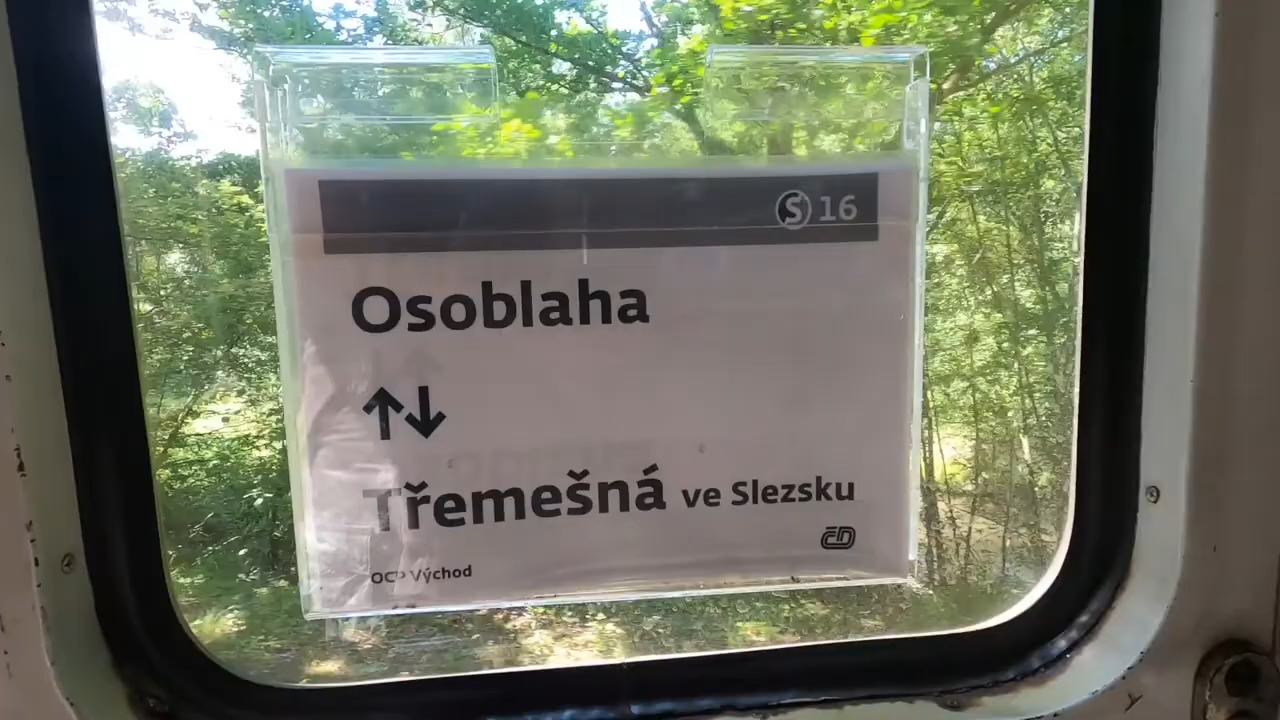 S 16
Osoblaha
↑↓
Třemešná ve Slezsku
ČD
OCP Východ